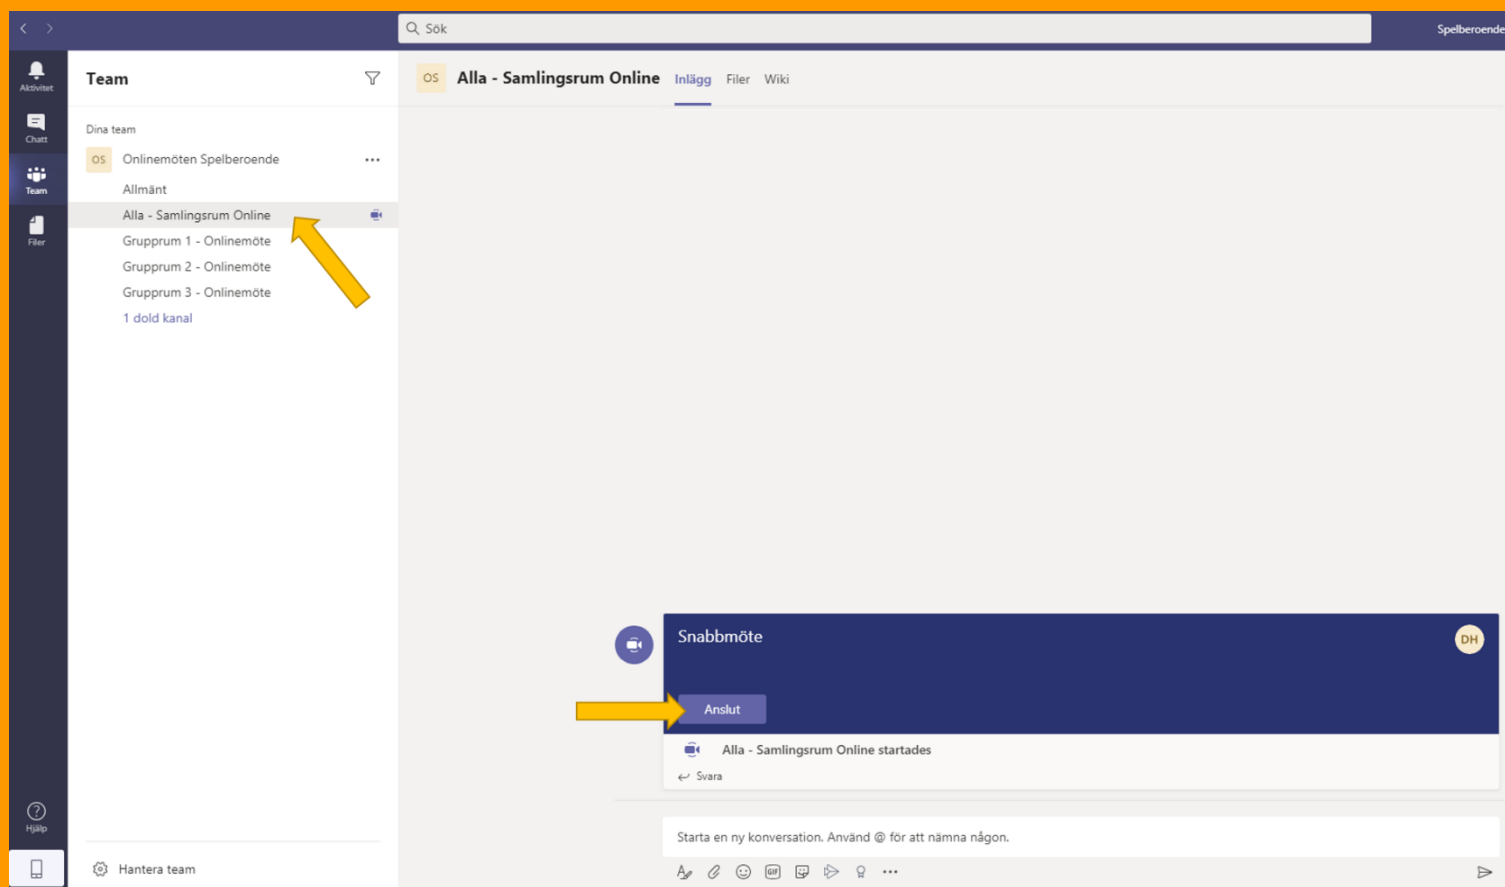 Sök
Spelberoende
Aktivitet
Chatt
Team
Filer
Hjälp
Team
Dina team
OS Onlinemöten Spelberoende
Allmänt
Alla - Samlingsrum Online
Grupprum 1 - Onlinemöte
Grupprum 2 - Onlinemöte
Grupprum 3 - Onlinemöte
1 dold kanal
Hantera team
OS Alla - Samlingsrum Online Inlägg Filer Wiki
Snabbmöte
DH
Anslut
Alla - Samlingsrum Online startades
Svara
Starta en ny konversation. Använd @ för att nämna någon.
GIF